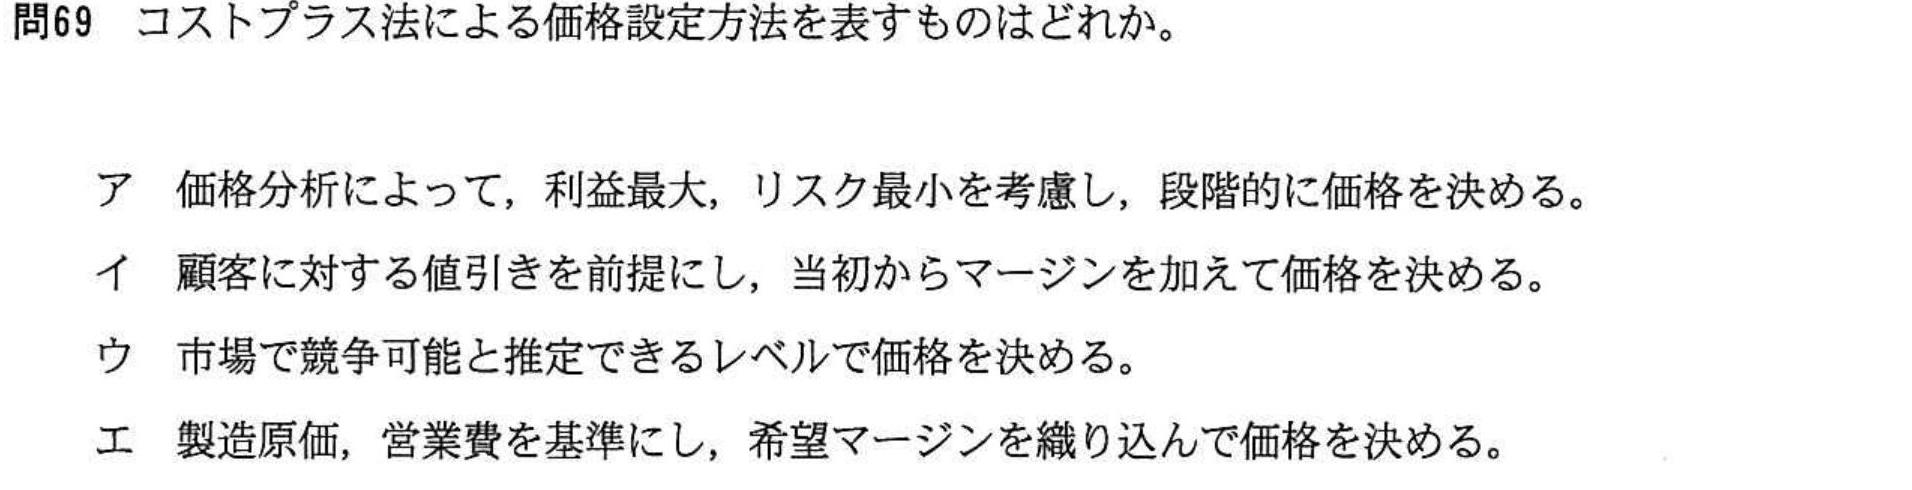 問69　コストプラス法による価格設定方法を表すものはどれか。
ア　価格分析によって，利益最大，リスク最小を考慮し，段階的に価格を決める。
イ　顧客に対する値引きを前提にし，当初からマージンを加えて価格を決める。
ウ　市場で競争可能と推定できるレベルで価格を決める。
エ　製造原価，営業費を基準にし，希望マージンを織り込んで価格を決める。